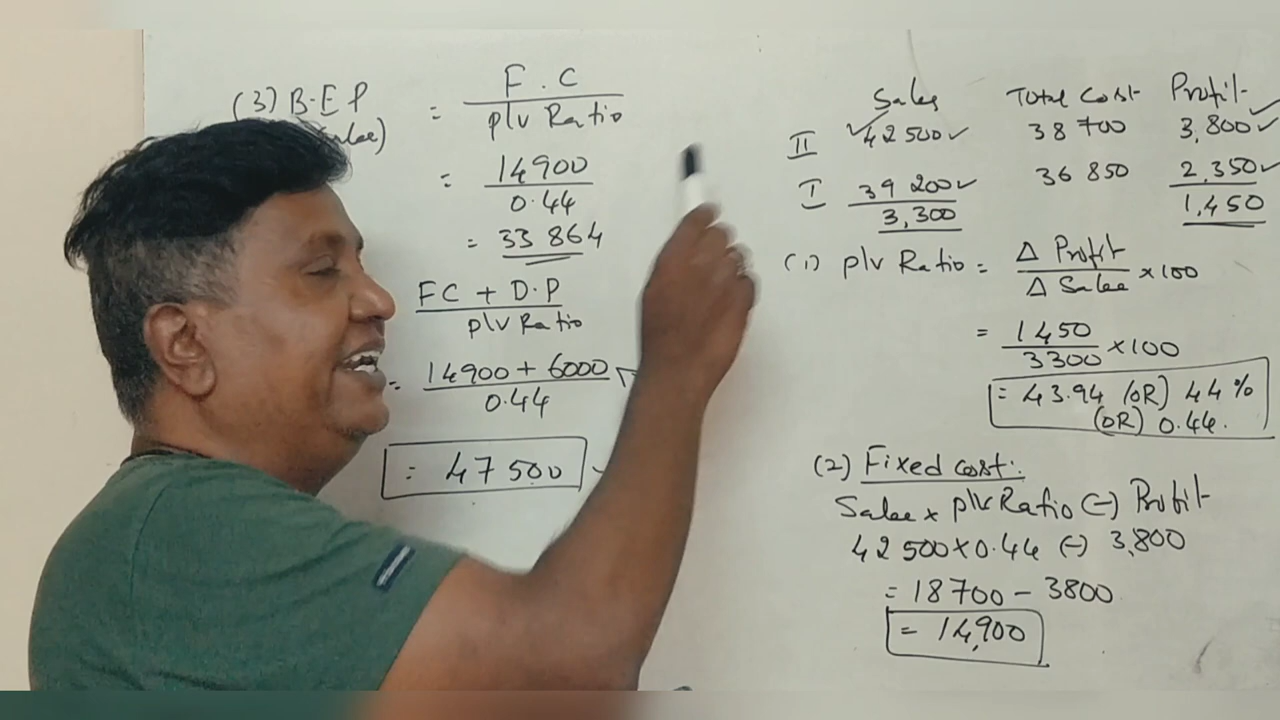 (3) B.E.P = F.C / P/V Ratio
= 14900 / 0.44
= 33 864
FC + D.P / P/V Ratio
= 14900 + 6000 / 0.44
= 47 500
Sales Total Cost Profit
II 42 500 38 700 3,800
I 39 200 36 850 2,350
3,300 1,450
(1) P/V Ratio = Δ Profit / Δ Sales × 100
= 1450 / 3300 × 100
= 43.94 (OR) 44 %
(OR) 0.44.
(2) Fixed Cost:
Sales × P/V Ratio (-) Profit
42 500 × 0.44 (-) 3,800
= 18 700 - 3800
= 14,900